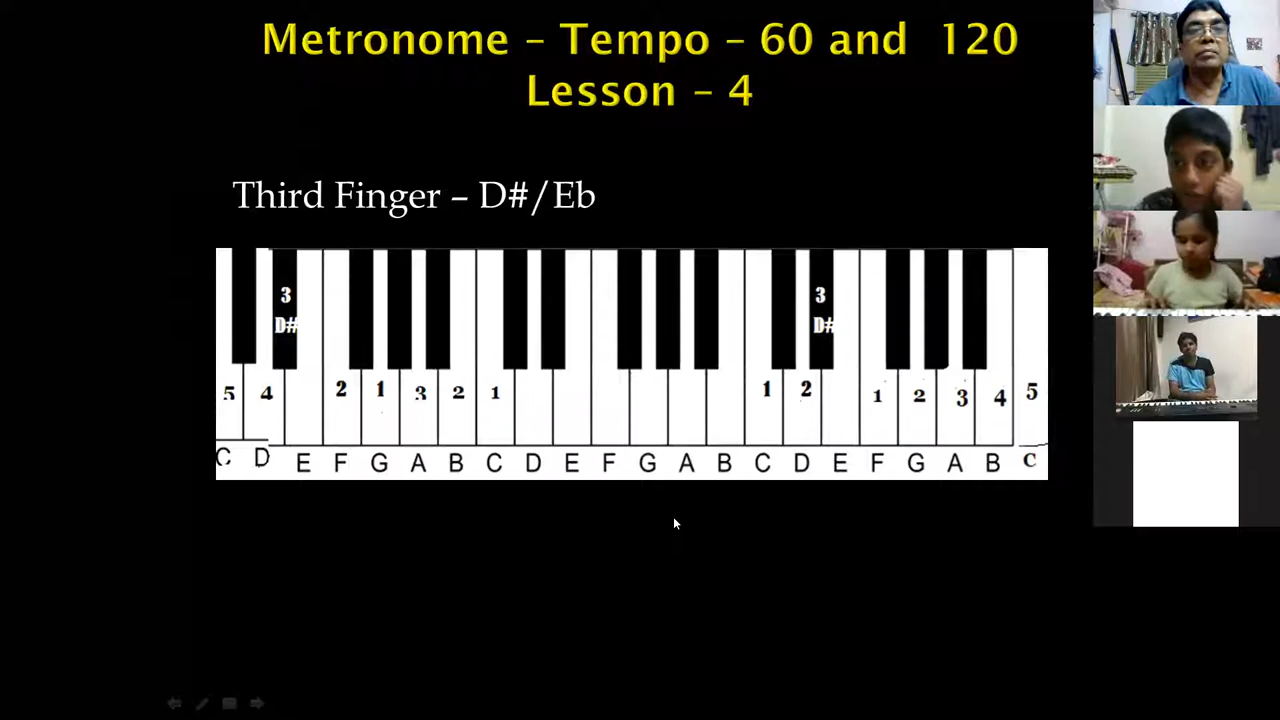 Metronome – Tempo – 60 and 120
Lesson – 4
Third Finger – D#/Eb
3 3
D# D#
5 4 2 1 3 2 1 1 2 1 2 3 4 5
C D E F G A B C D E F G A B C D E F G A B C